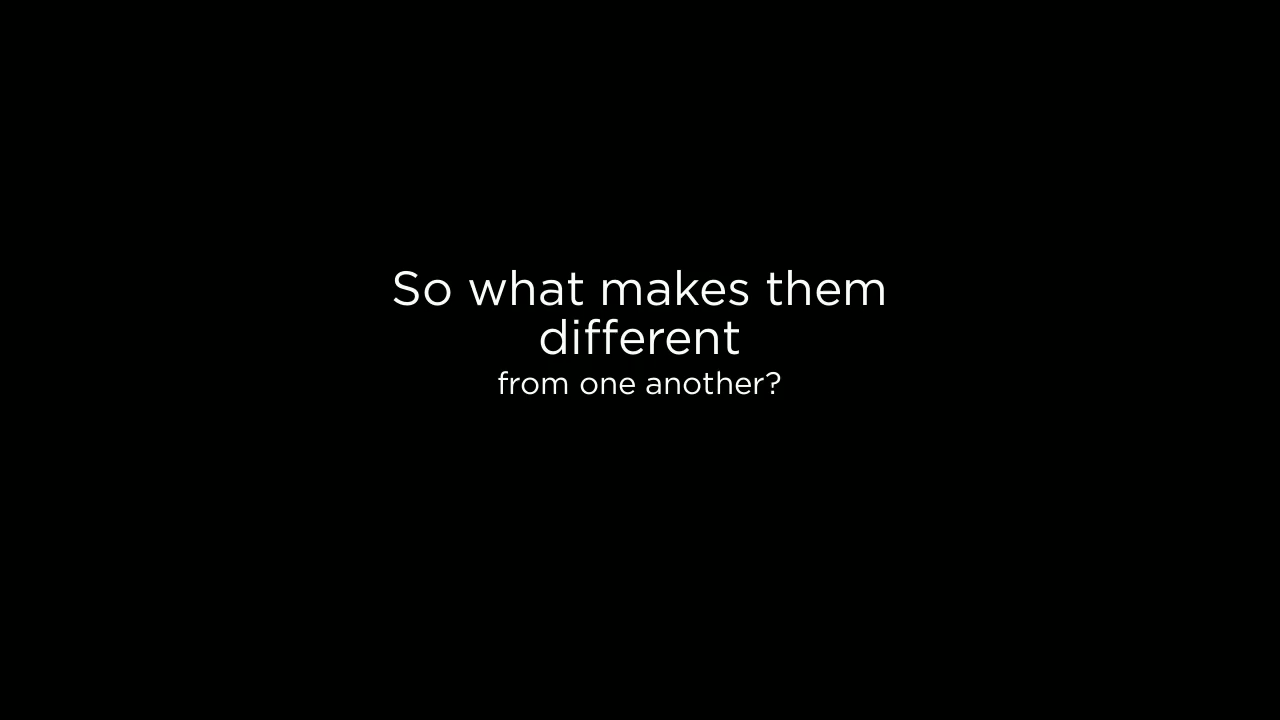 So what makes them
different
from one another?